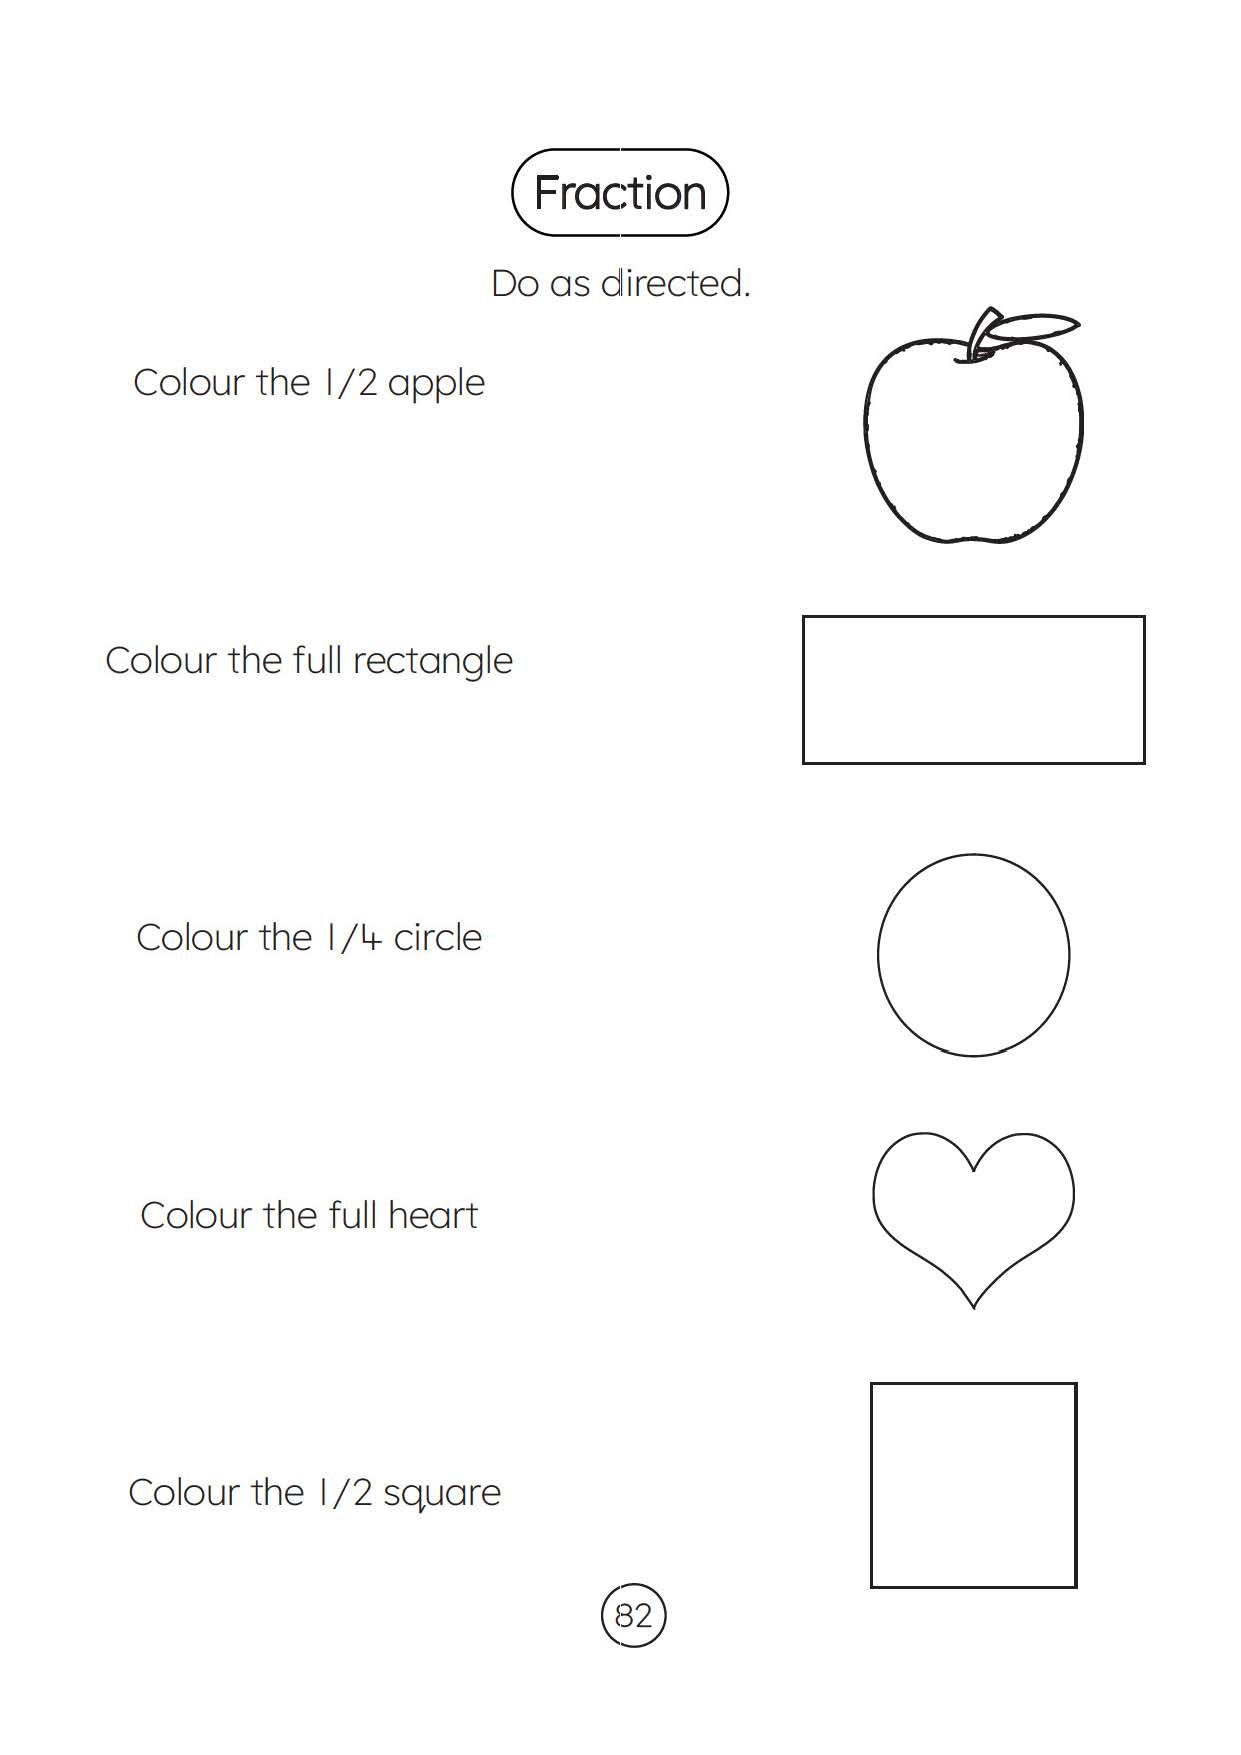 Fraction
Do as directed.
Colour the 1/2 apple
Colour the full rectangle
Colour the 1/4 circle
Colour the full heart
Colour the 1/2 square
82